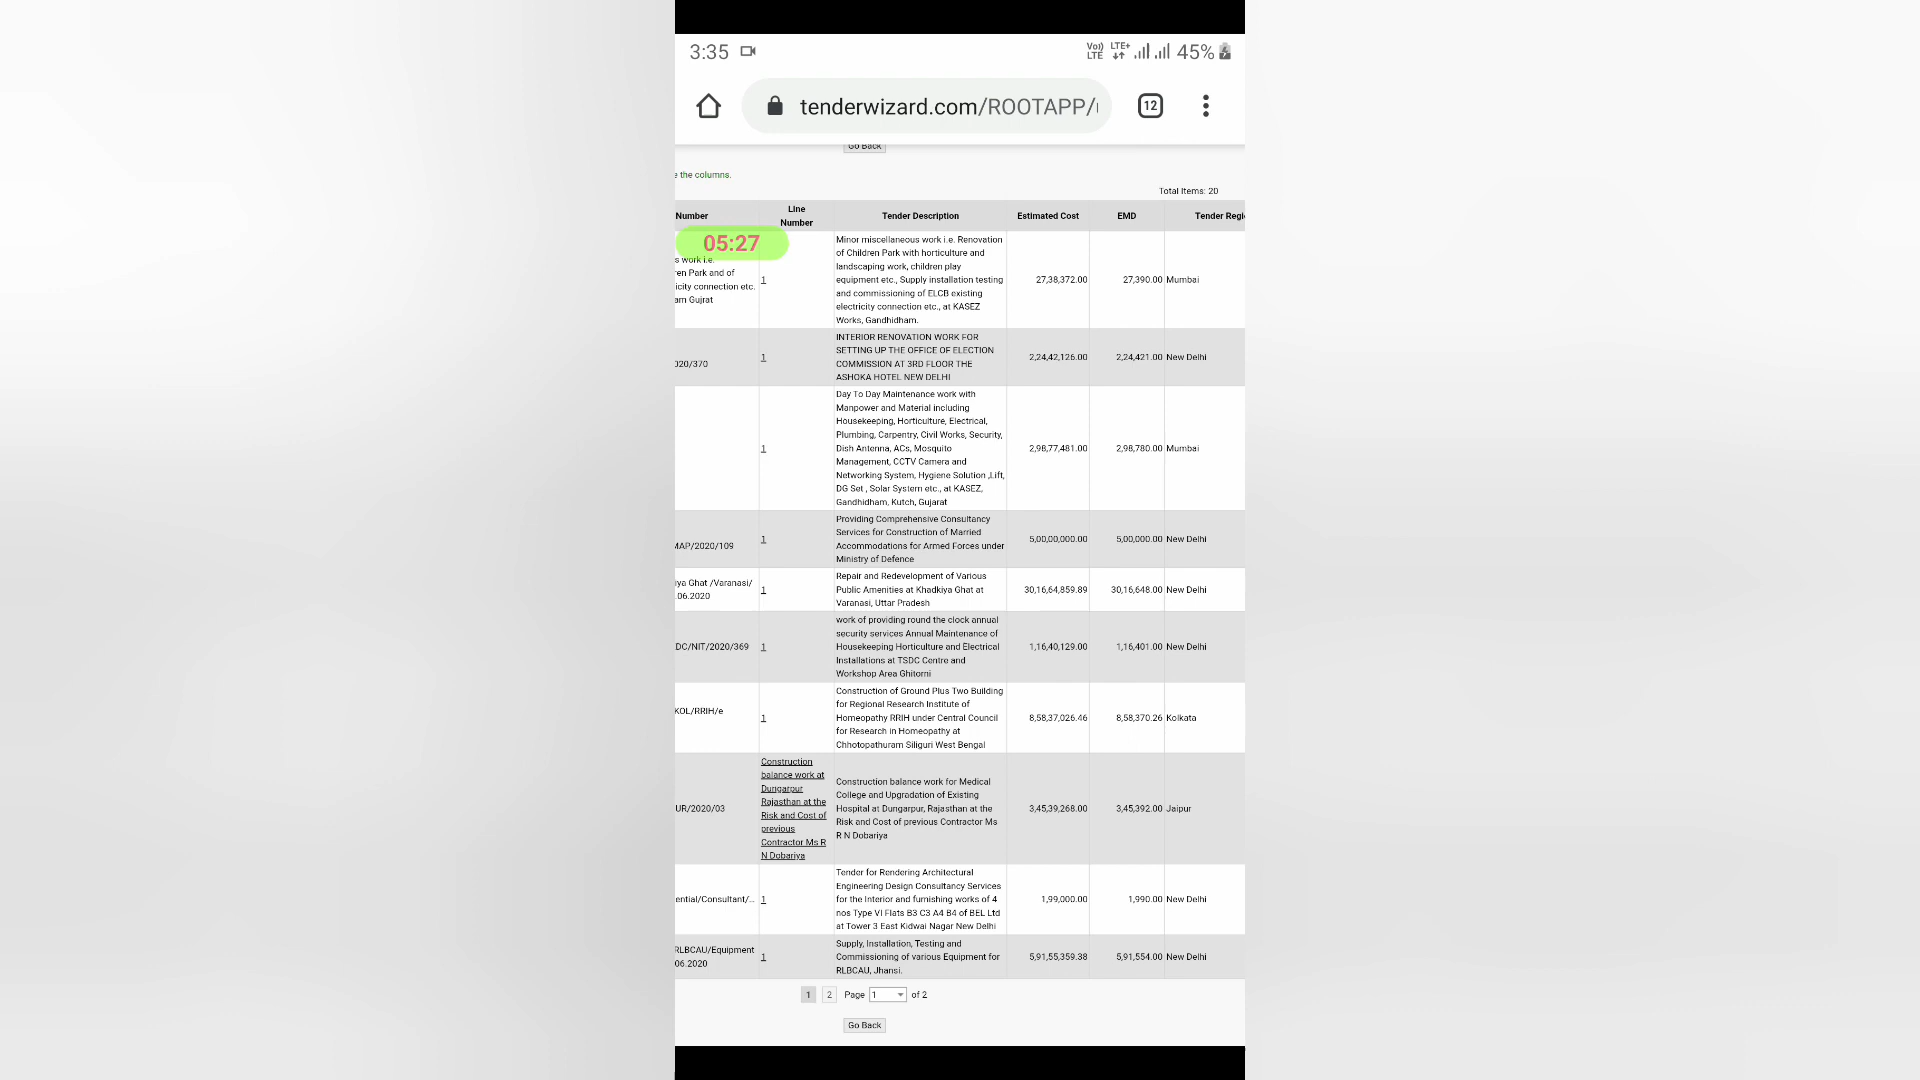 3:35
Vo)) LTE LTE+ 45%
tenderwizard.com/ROOTAPP/
12
Go Back
e the columns.
Total Items: 20
Number Line Number Tender Description Estimated Cost EMD Tender Regi
05:27
s work i.e.
ren Park and of
icity connection etc.
am Gujrat
1
Minor miscellaneous work i.e. Renovation
of Children Park with horticulture and
landscaping work, children play
equipment etc., Supply installation testing
and commissioning of ELCB existing
electricity connection etc., at KASEZ
Works, Gandhidham.
27,38,372.00 27,390.00 Mumbai
020/370
1
INTERIOR RENOVATION WORK FOR
SETTING UP THE OFFICE OF ELECTION
COMMISSION AT 3RD FLOOR THE
ASHOKA HOTEL NEW DELHI
2,24,42,126.00 2,24,421.00 New Delhi
1
Day To Day Maintenance work with
Manpower and Material including
Housekeeping, Horticulture, Electrical,
Plumbing, Carpentry, Civil Works, Security,
Dish Antenna, ACs, Mosquito
Management, CCTV Camera and
Networking System, Hygiene Solution ,Lift,
DG Set , Solar System etc., at KASEZ,
Gandhidham, Kutch, Gujarat
2,98,77,481.00 2,98,780.00 Mumbai
MAP/2020/109
1
Providing Comprehensive Consultancy
Services for Construction of Married
Accommodations for Armed Forces under
Ministry of Defence
5,00,00,000.00 5,00,000.00 New Delhi
iya Ghat /Varanasi/
.06.2020
1
Repair and Redevelopment of Various
Public Amenities at Khadkiya Ghat at
Varanasi, Uttar Pradesh
30,16,64,859.89 30,16,648.00 New Delhi
DC/NIT/2020/369
1
work of providing round the clock annual
security services Annual Maintenance of
Housekeeping Horticulture and Electrical
Installations at TSDC Centre and
Workshop Area Ghitorni
1,16,40,129.00 1,16,401.00 New Delhi
KOL/RRIH/e
1
Construction of Ground Plus Two Building
for Regional Research Institute of
Homeopathy RRIH under Central Council
for Research in Homeopathy at
Chhotopathuram Siliguri West Bengal
8,58,37,026.46 8,58,370.26 Kolkata
UR/2020/03
Construction
balance work at
Dungarpur
Rajasthan at the
Risk and Cost of
previous
Contractor Ms R
N Dobariya
Construction balance work for Medical
College and Upgradation of Existing
Hospital at Dungarpur, Rajasthan at the
Risk and Cost of previous Contractor Ms
R N Dobariya
3,45,39,268.00 3,45,392.00 Jaipur
ential/Consultant/...
1
Tender for Rendering Architectural
Engineering Design Consultancy Services
for the Interior and furnishing works of 4
nos Type VI Flats B3 C3 A4 B4 of BEL Ltd
at Tower 3 East Kidwai Nagar New Delhi
1,99,000.00 1,990.00 New Delhi
RLBCAU/Equipment
06.2020
1
Supply, Installation, Testing and
Commissioning of various Equipment for
RLBCAU, Jhansi.
5,91,55,359.38 5,91,554.00 New Delhi
1 2 Page 1 of 2
Go Back